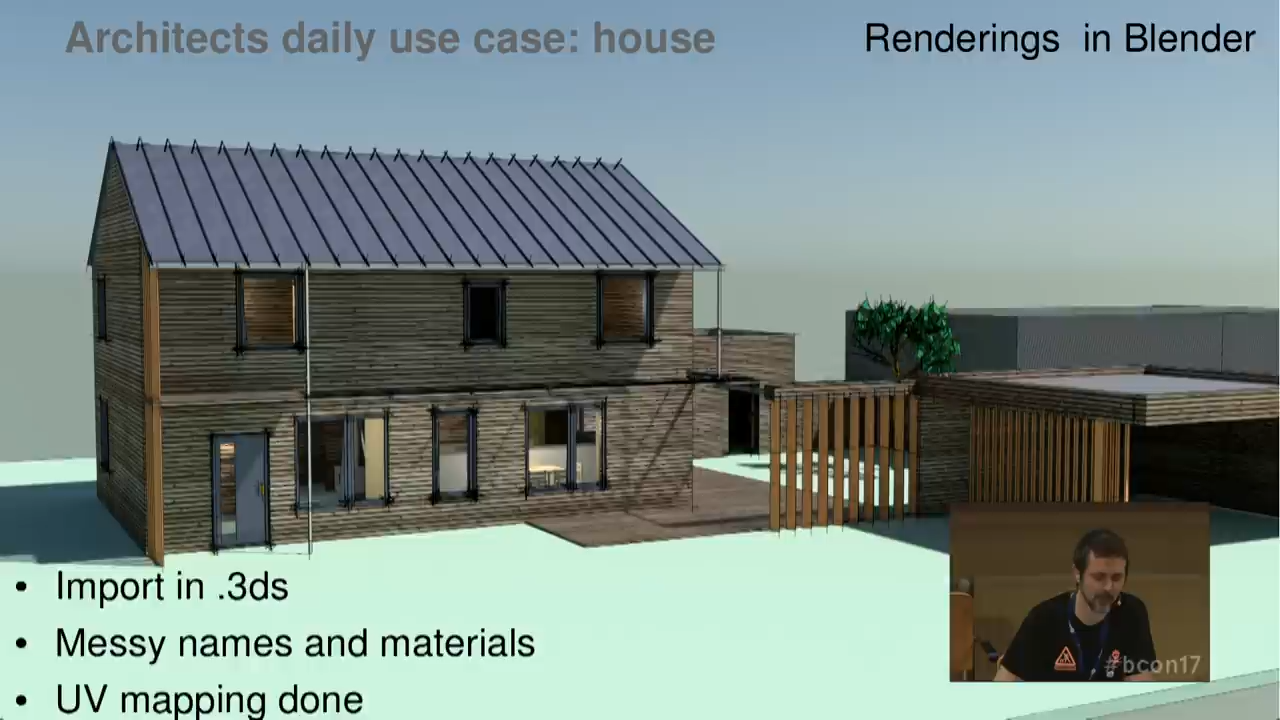 Architects daily use case: house
Renderings in Blender
• Import in .3ds
• Messy names and materials
• UV mapping done
#bcon17